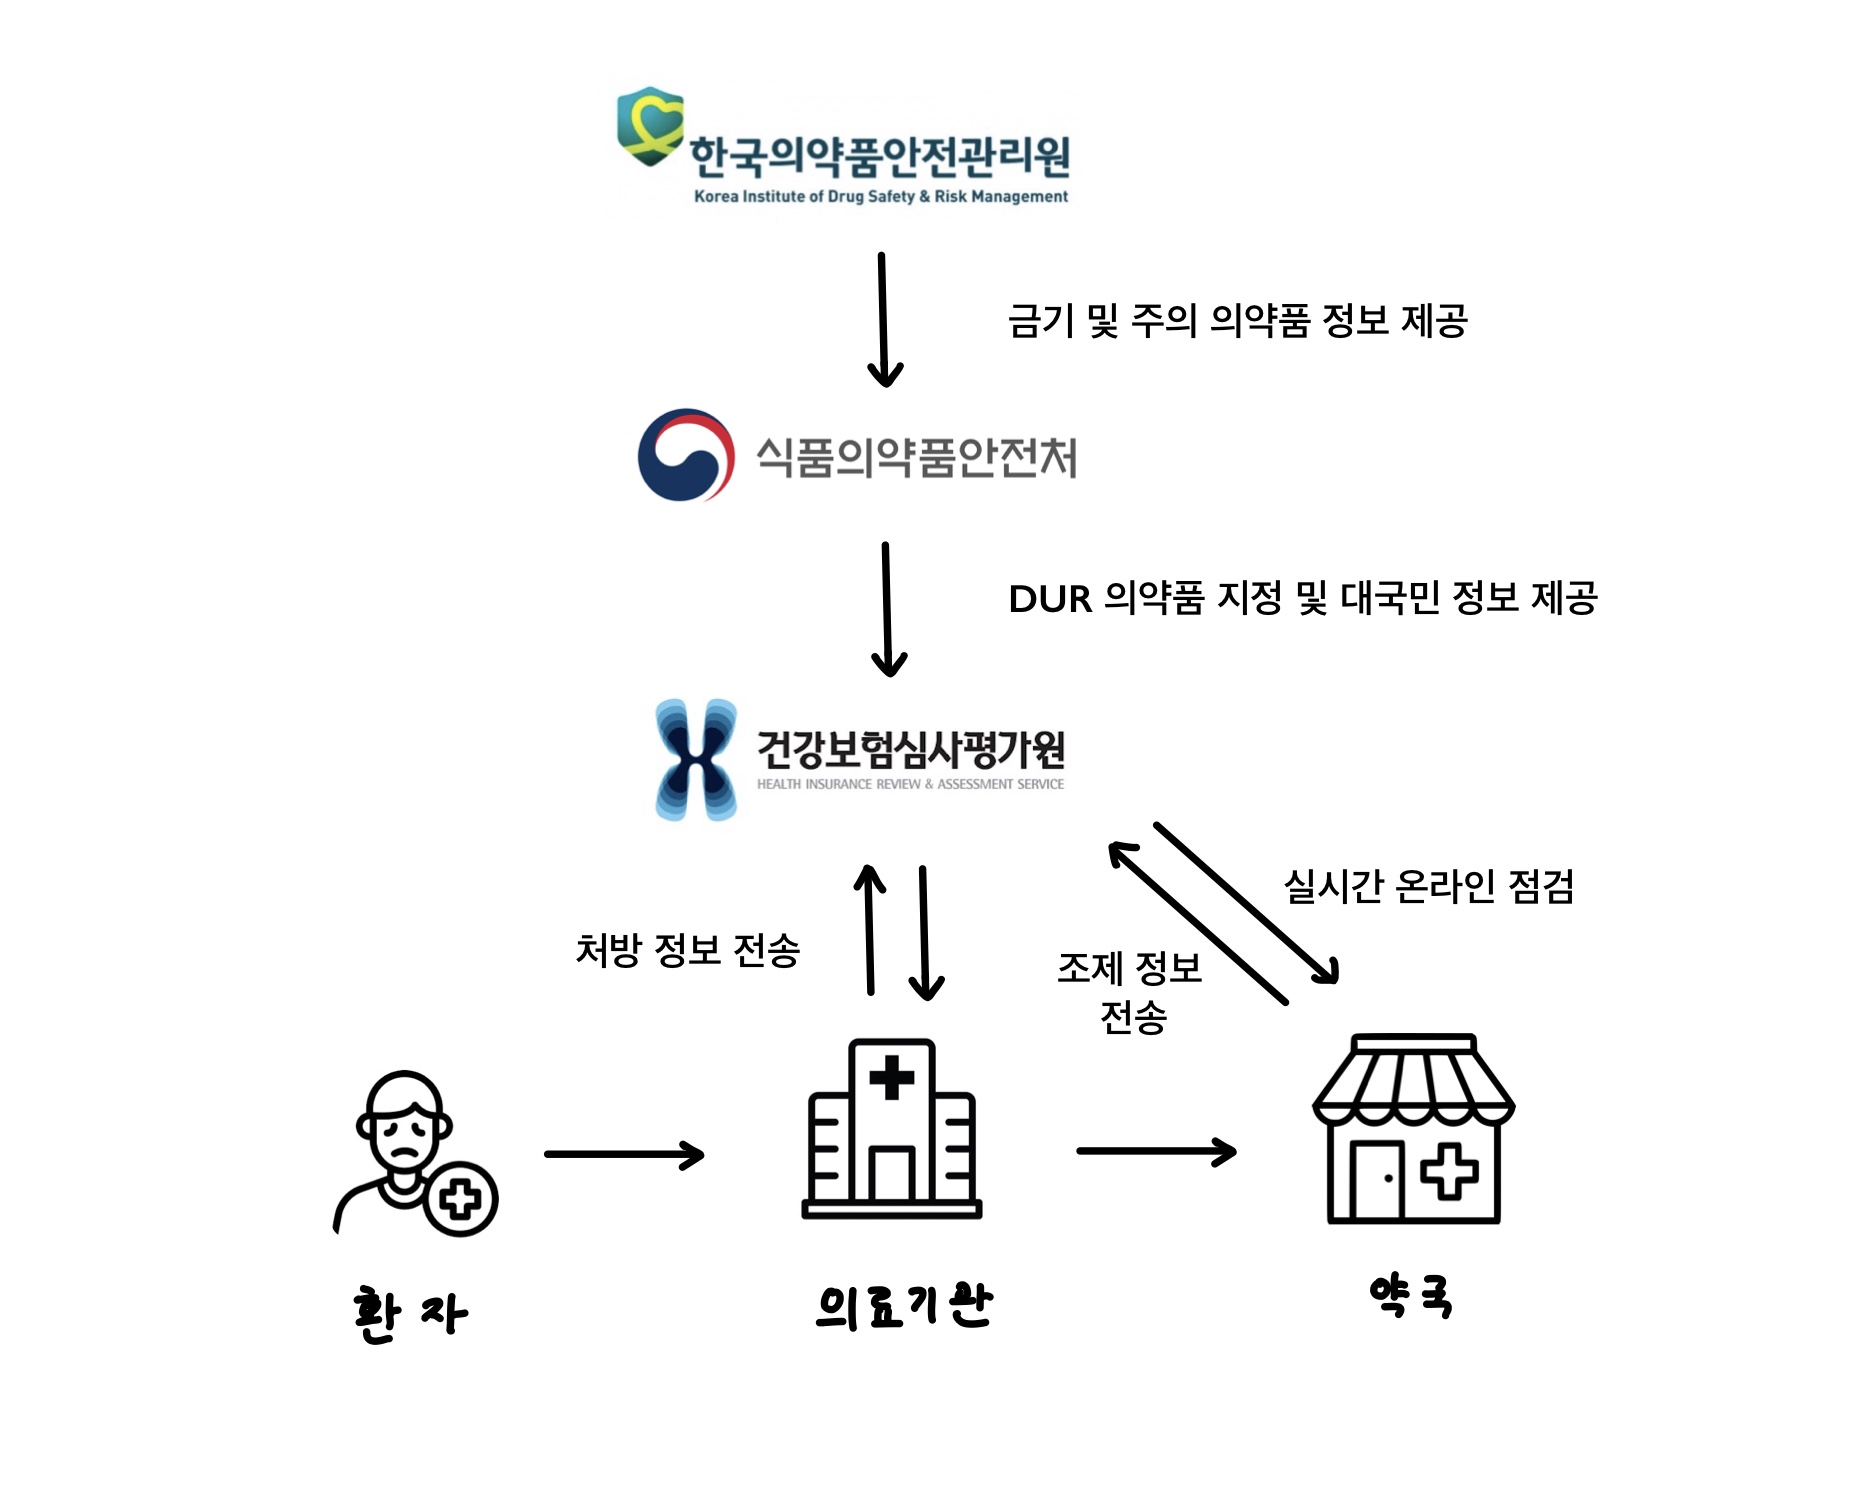 한국의약품안전관리원
Korea Institute of Drug Safety & Risk Management
금기 및 주의 의약품 정보 제공
식품의약품안전처
DUR 의약품 지정 및 대국민 정보 제공
건강보험심사평가원
HEALTH INSURANCE REVIEW & ASSESSMENT SERVICE
실시간 온라인 점검
처방 정보 전송
조제 정보
전송
환자
의료기관
약국